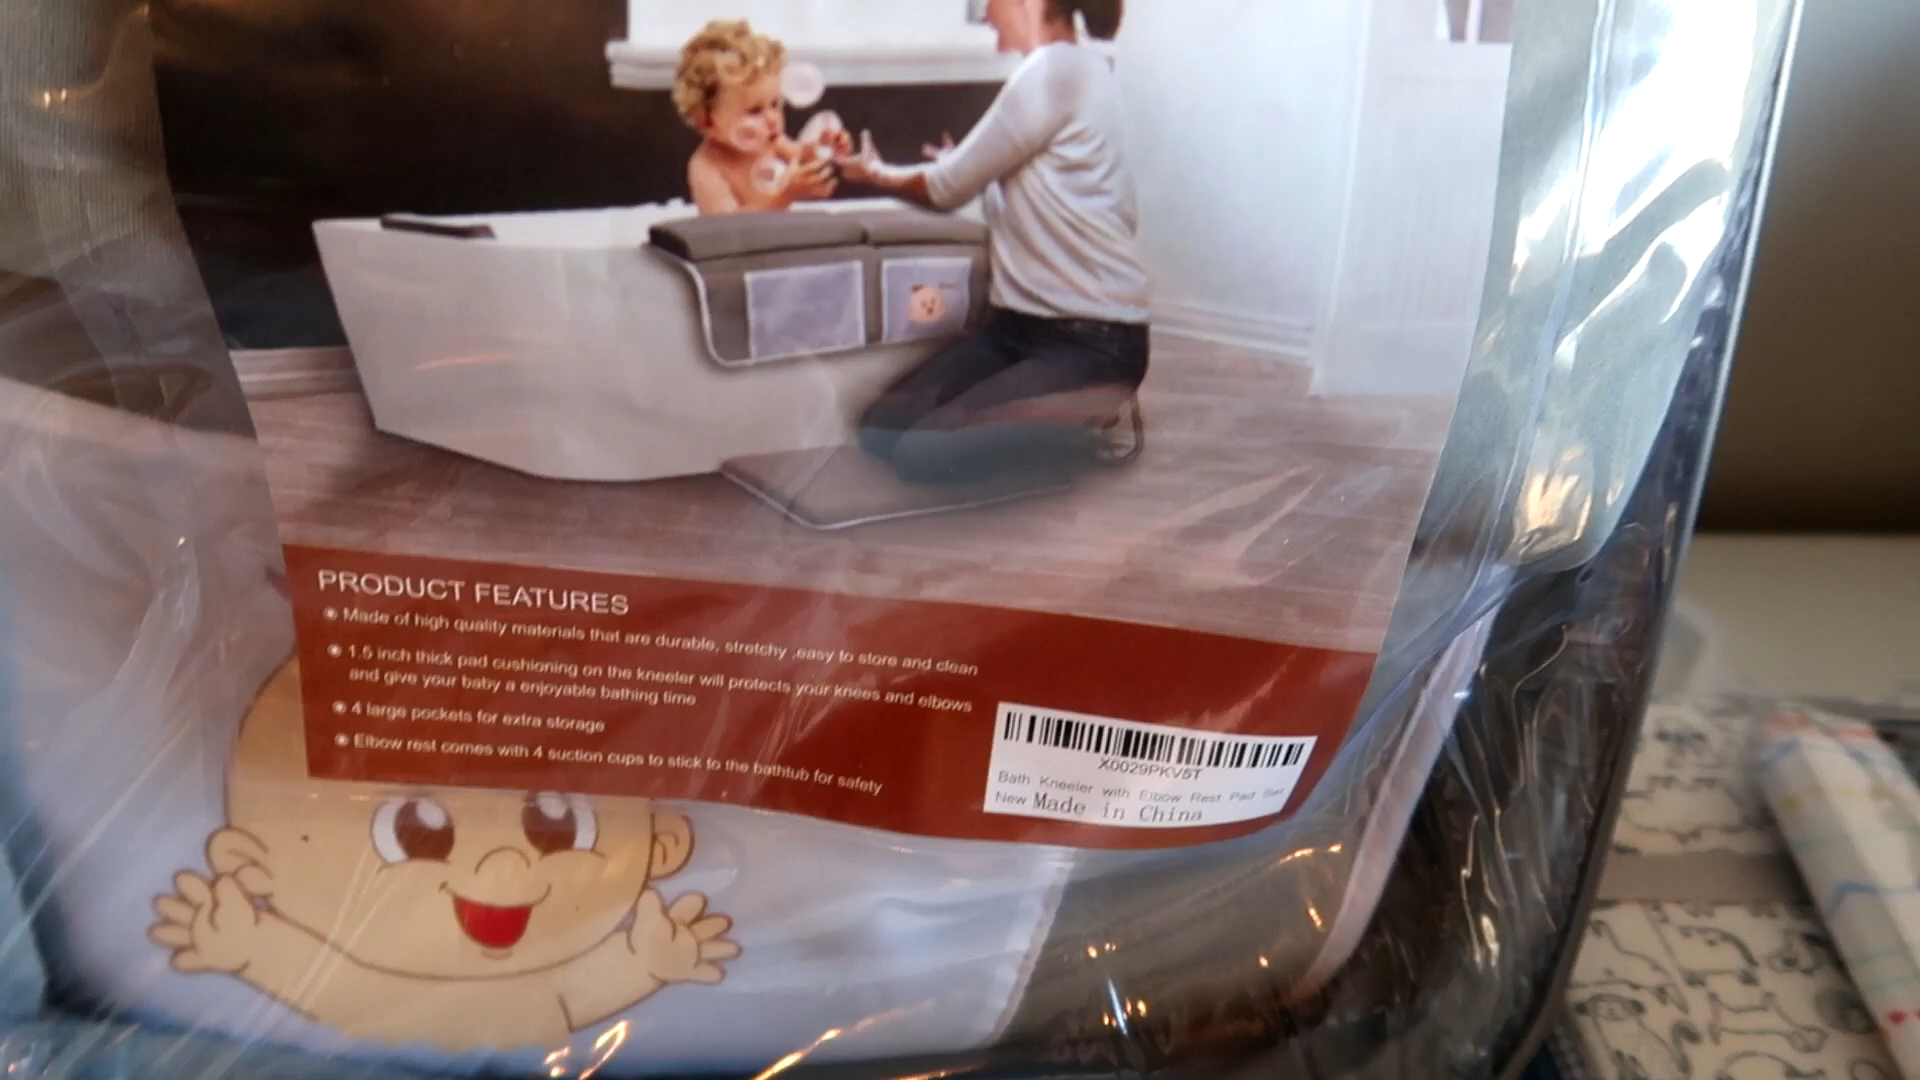 PRODUCT FEATURES
Made of high quality materials that are durable, stretchy ,easy to store and clean
1.5 inch thick pad cushioning on the kneeler will protects your knees and elbows
and give your baby a enjoyable bathing time
4 large pockets for extra storage
Elbow rest comes with 4 suction cups to stick to the bathtub for safety
X0029PKV5T
Bath Kneeler with Elbow Rest Pad Set
New Made in China